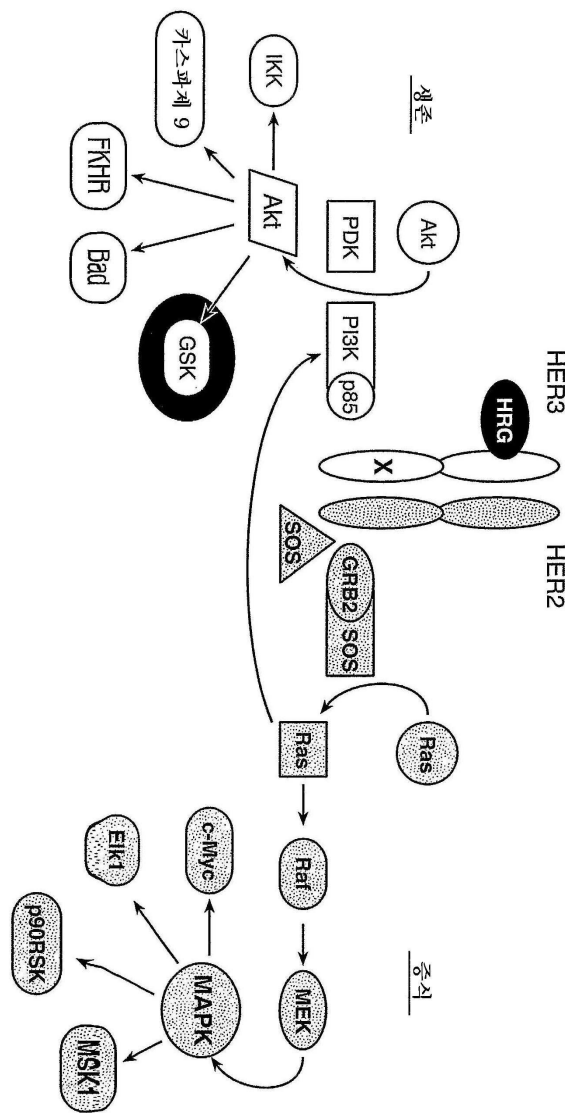 HER3
HER2
생존
증식
HRG
X
Akt
PDK
PI3K
p85
SOS
GRB2
SOS
Ras
Ras
Raf
MEK
MAPK
IKK
카스파제 9
FKHR
Bad
Akt
GSK
c-Myc
Elk1
p90RSK
MSK1